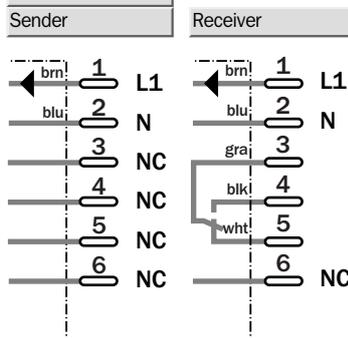 Sender
brn 1 L1
blu 2 N
3 NC
4 NC
5 NC
6 NC
Receiver
brn 1 L1
blu 2 N
gra 3
blk 4
wht 5
6 NC